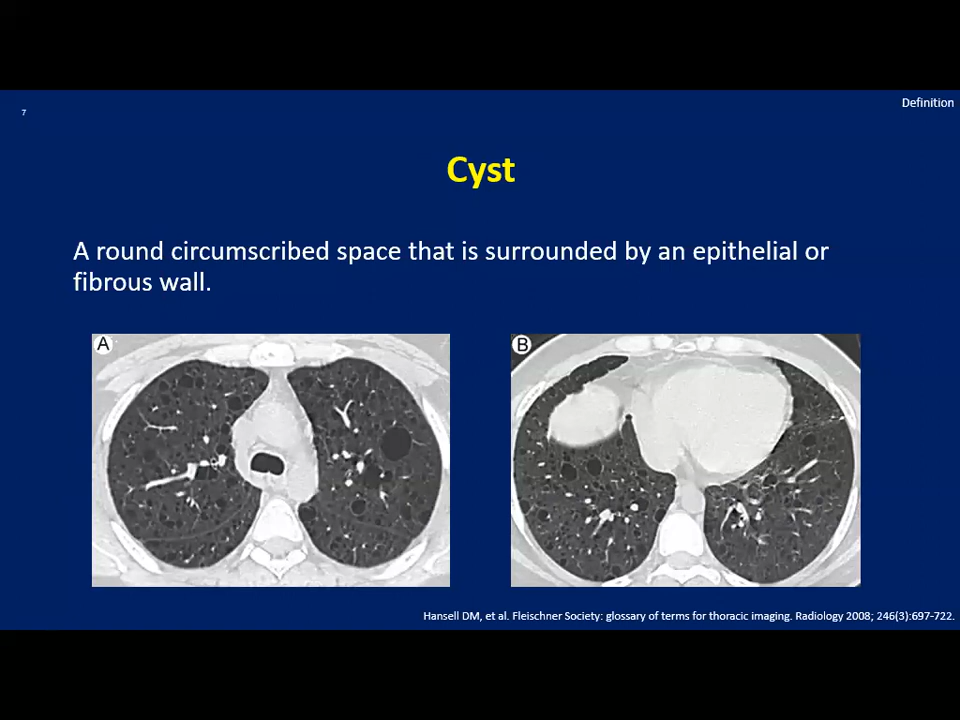 Definition
7
Cyst
A round circumscribed space that is surrounded by an epithelial or
fibrous wall.
A
B
Hansell DM, et al. Fleischner Society: glossary of terms for thoracic imaging. Radiology 2008; 246(3):697-722.